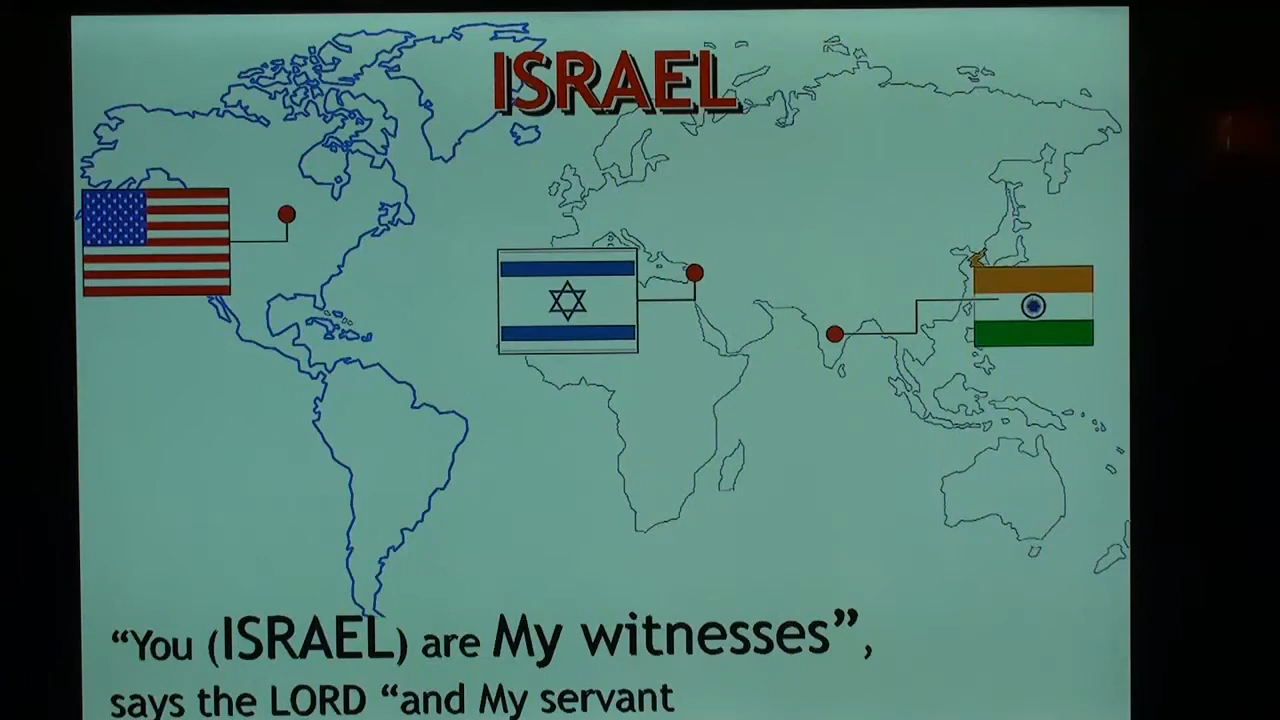 ISRAEL
“You (ISRAEL) are My witnesses”,
says the LORD “and My servant